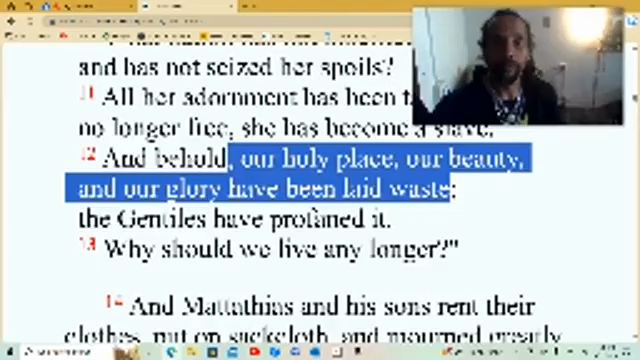 and has not seized her spoils?
11 All her adornment has been
no longer free, she has become a slave.
12 And behold, our holy place, our beauty,
and our glory have been laid waste;
the Gentiles have profaned it.
13 Why should we live any longer?"
14 And Mattathias and his sons rent their
clothes, put on sackcloth, and mourned greatly